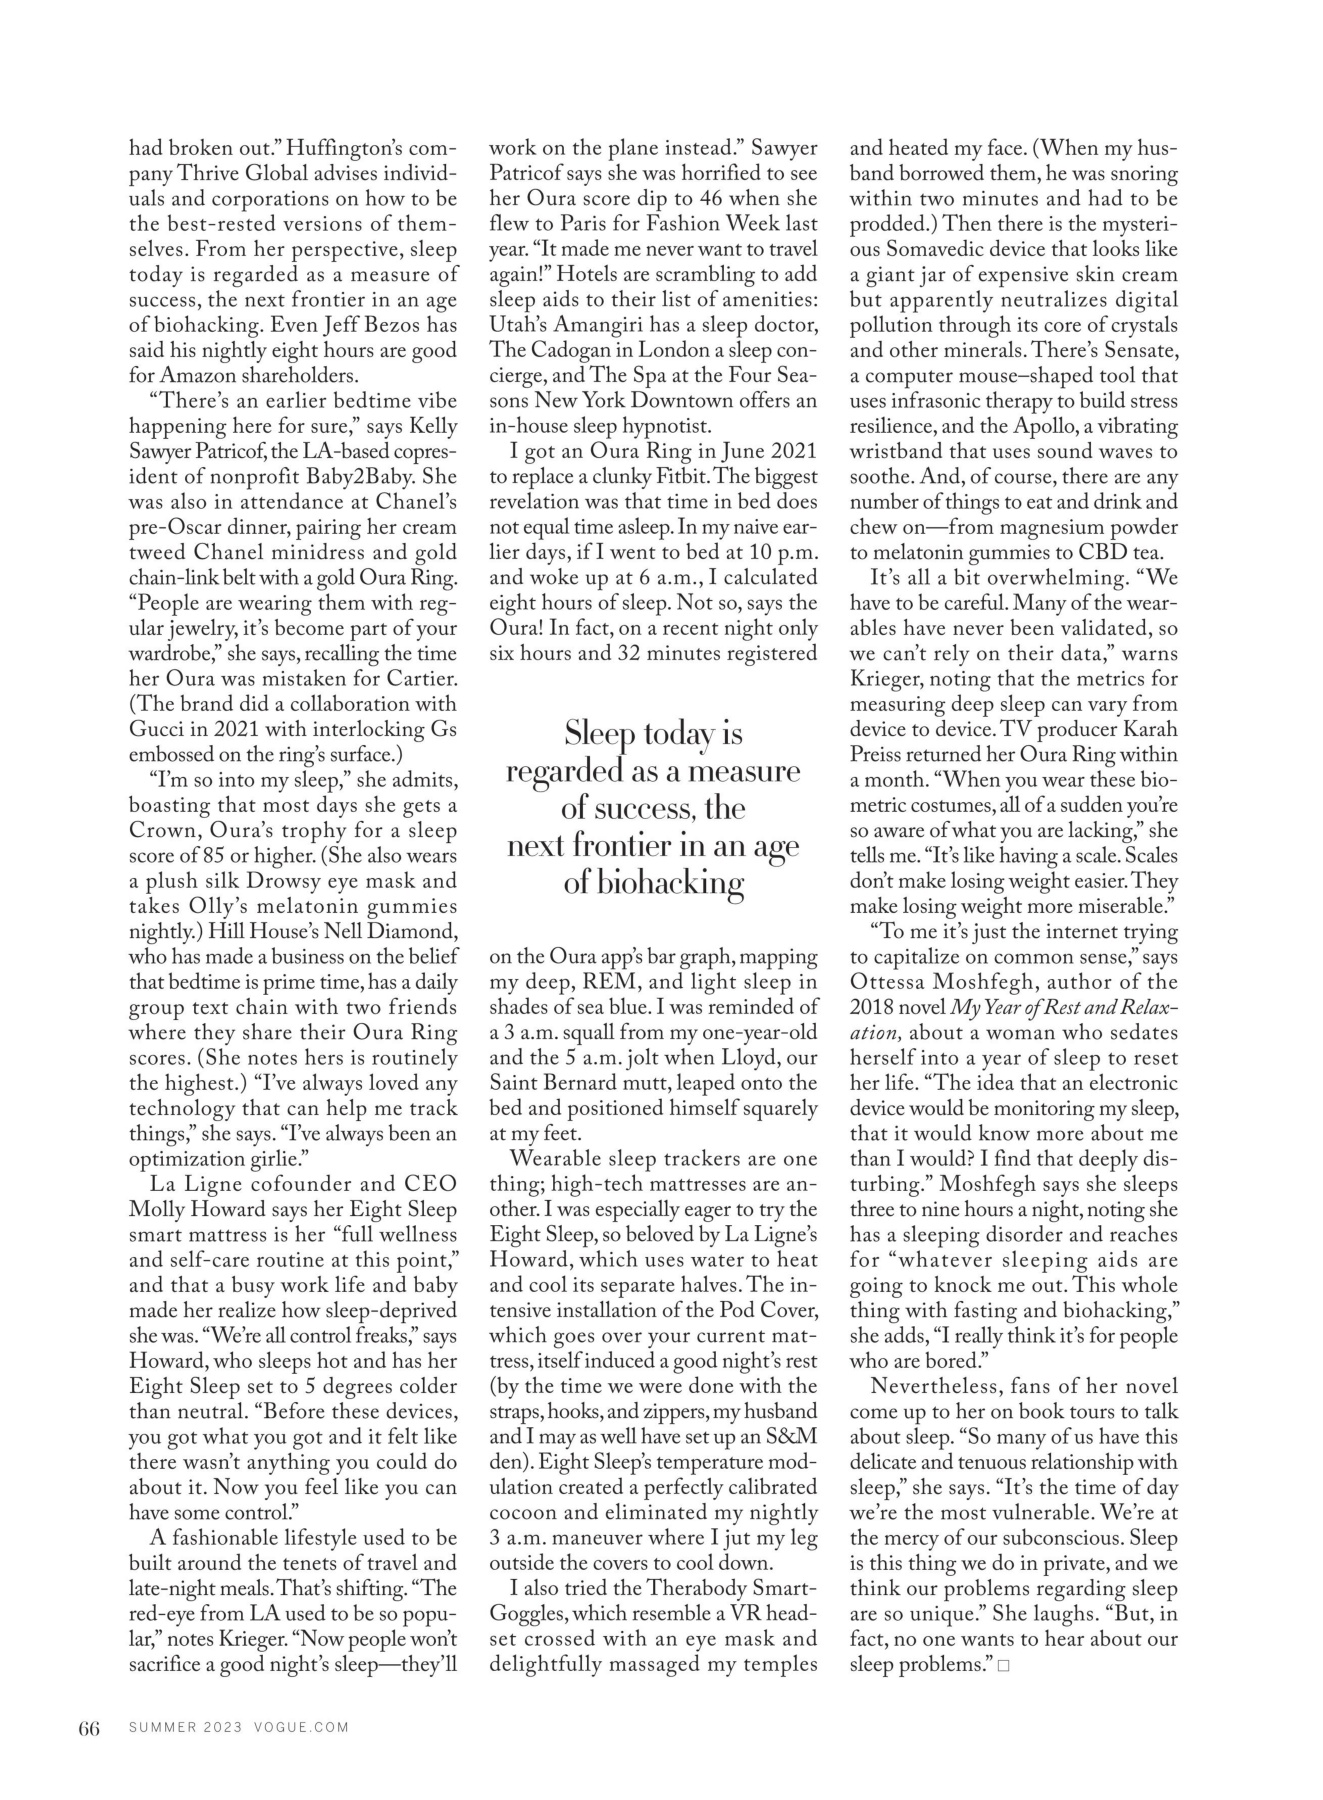 had broken out.” Huffington’s com-
pany Thrive Global advises individ-
uals and corporations on how to be
the best-rested versions of them-
selves. From her perspective, sleep
today is regarded as a measure of
success, the next frontier in an age
of biohacking. Even Jeff Bezos has
said his nightly eight hours are good
for Amazon shareholders.
“There’s an earlier bedtime vibe
happening here for sure,” says Kelly
Sawyer Patricof, the LA-based copres-
ident of nonprofit Baby2Baby. She
was also in attendance at Chanel’s
pre-Oscar dinner, pairing her cream
tweed Chanel minidress and gold
chain-link belt with a gold Oura Ring.
“People are wearing them with reg-
ular jewelry, it’s become part of your
wardrobe,” she says, recalling the time
her Oura was mistaken for Cartier.
(The brand did a collaboration with
Gucci in 2021 with interlocking Gs
embossed on the ring’s surface.)
“I’m so into my sleep,” she admits,
boasting that most days she gets a
Crown, Oura’s trophy for a sleep
score of 85 or higher. (She also wears
a plush silk Drowsy eye mask and
takes Olly’s melatonin gummies
nightly.) Hill House’s Nell Diamond,
who has made a business on the belief
that bedtime is prime time, has a daily
group text chain with two friends
where they share their Oura Ring
scores. (She notes hers is routinely
the highest.) “I’ve always loved any
technology that can help me track
things,” she says. “I’ve always been an
optimization girlie.”
La Ligne cofounder and CEO
Molly Howard says her Eight Sleep
smart mattress is her “full wellness
and self-care routine at this point,”
and that a busy work life and baby
made her realize how sleep-deprived
she was. “We’re all control freaks,” says
Howard, who sleeps hot and has her
Eight Sleep set to 5 degrees colder
than neutral. “Before these devices,
you got what you got and it felt like
there wasn’t anything you could do
about it. Now you feel like you can
have some control.”
A fashionable lifestyle used to be
built around the tenets of travel and
late-night meals. That’s shifting. “The
red-eye from LA used to be so popu-
lar,” notes Krieger. “Now people won’t
sacrifice a good night’s sleep—they’ll
work on the plane instead.” Sawyer
Patricof says she was horrified to see
her Oura score dip to 46 when she
flew to Paris for Fashion Week last
year. “It made me never want to travel
again!” Hotels are scrambling to add
sleep aids to their list of amenities:
Utah’s Amangiri has a sleep doctor,
The Cadogan in London a sleep con-
cierge, and The Spa at the Four Sea-
sons New York Downtown offers an
in-house sleep hypnotist.
I got an Oura Ring in June 2021
to replace a clunky Fitbit. The biggest
revelation was that time in bed does
not equal time asleep. In my naive ear-
lier days, if I went to bed at 10 p.m.
and woke up at 6 a.m., I calculated
eight hours of sleep. Not so, says the
Oura! In fact, on a recent night only
six hours and 32 minutes registered
Sleep today is
regarded as a measure
of success, the
next frontier in an age
of biohacking
on the Oura app’s bar graph, mapping
my deep, REM, and light sleep in
shades of sea blue. I was reminded of
a 3 a.m. squall from my one-year-old
and the 5 a.m. jolt when Lloyd, our
Saint Bernard mutt, leaped onto the
bed and positioned himself squarely
at my feet.
Wearable sleep trackers are one
thing; high-tech mattresses are an-
other. I was especially eager to try the
Eight Sleep, so beloved by La Ligne’s
Howard, which uses water to heat
and cool its separate halves. The in-
tensive installation of the Pod Cover,
which goes over your current mat-
tress, itself induced a good night’s rest
(by the time we were done with the
straps, hooks, and zippers, my husband
and I may as well have set up an S&M
den). Eight Sleep’s temperature mod-
ulation created a perfectly calibrated
cocoon and eliminated my nightly
3 a.m. maneuver where I jut my leg
outside the covers to cool down.
I also tried the Therabody Smart-
Goggles, which resemble a VR head-
set crossed with an eye mask and
delightfully massaged my temples
and heated my face. (When my hus-
band borrowed them, he was snoring
within two minutes and had to be
prodded.) Then there is the mysteri-
ous Somavedic device that looks like
a giant jar of expensive skin cream
but apparently neutralizes digital
pollution through its core of crystals
and other minerals. There’s Sensate,
a computer mouse–shaped tool that
uses infrasonic therapy to build stress
resilience, and the Apollo, a vibrating
wristband that uses sound waves to
soothe. And, of course, there are any
number of things to eat and drink and
chew on—from magnesium powder
to melatonin gummies to CBD tea.
It’s all a bit overwhelming. “We
have to be careful. Many of the wear-
ables have never been validated, so
we can’t rely on their data,” warns
Krieger, noting that the metrics for
measuring deep sleep can vary from
device to device. TV producer Karah
Preiss returned her Oura Ring within
a month. “When you wear these bio-
metric costumes, all of a sudden you’re
so aware of what you are lacking,” she
tells me. “It’s like having a scale. Scales
don’t make losing weight easier. They
make losing weight more miserable.”
“To me it’s just the internet trying
to capitalize on common sense,” says
Ottessa Moshfegh, author of the
2018 novel My Year of Rest and Relax-
ation, about a woman who sedates
herself into a year of sleep to reset
her life. “The idea that an electronic
device would be monitoring my sleep,
that it would know more about me
than I would? I find that deeply dis-
turbing.” Moshfegh says she sleeps
three to nine hours a night, noting she
has a sleeping disorder and reaches
for “whatever sleeping aids are
going to knock me out. This whole
thing with fasting and biohacking,”
she adds, “I really think it’s for people
who are bored.”
Nevertheless, fans of her novel
come up to her on book tours to talk
about sleep. “So many of us have this
delicate and tenuous relationship with
sleep,” she says. “It’s the time of day
we’re the most vulnerable. We’re at
the mercy of our subconscious. Sleep
is this thing we do in private, and we
think our problems regarding sleep
are so unique.” She laughs. “But, in
fact, no one wants to hear about our
sleep problems.” □
66 SUMMER 2023 VOGUE.COM